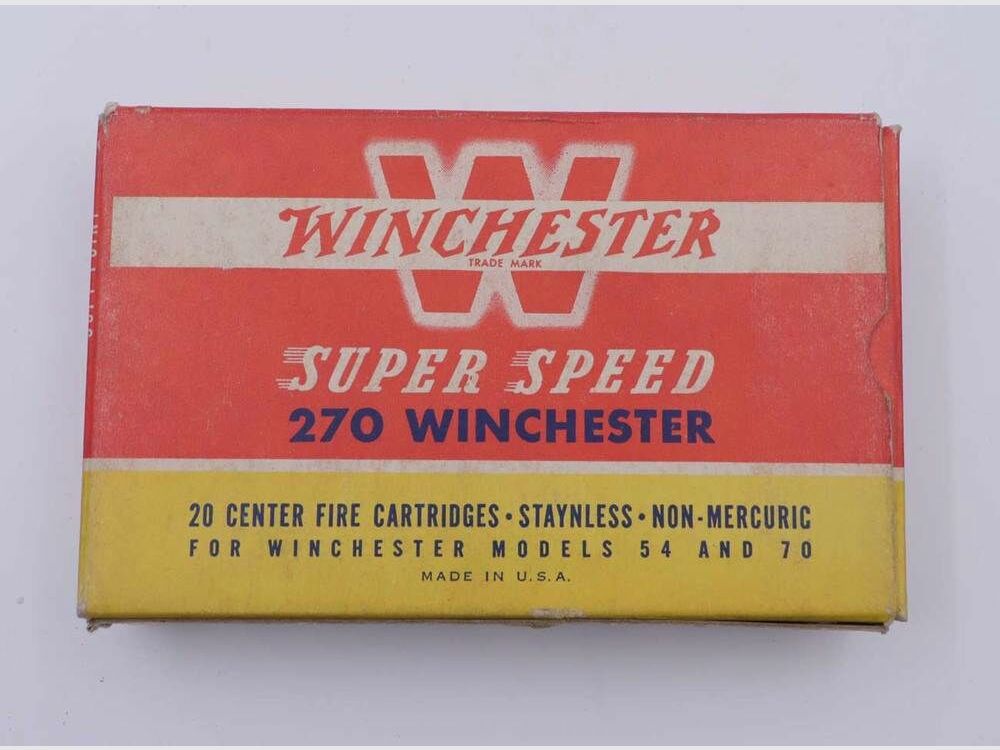 W
WINCHESTER
TRADE MARK
SUPER SPEED
270 WINCHESTER
20 CENTER FIRE CARTRIDGES • STAYNLESS • NON-MERCURIC
FOR WINCHESTER MODELS 54 AND 70
MADE IN U.S.A.